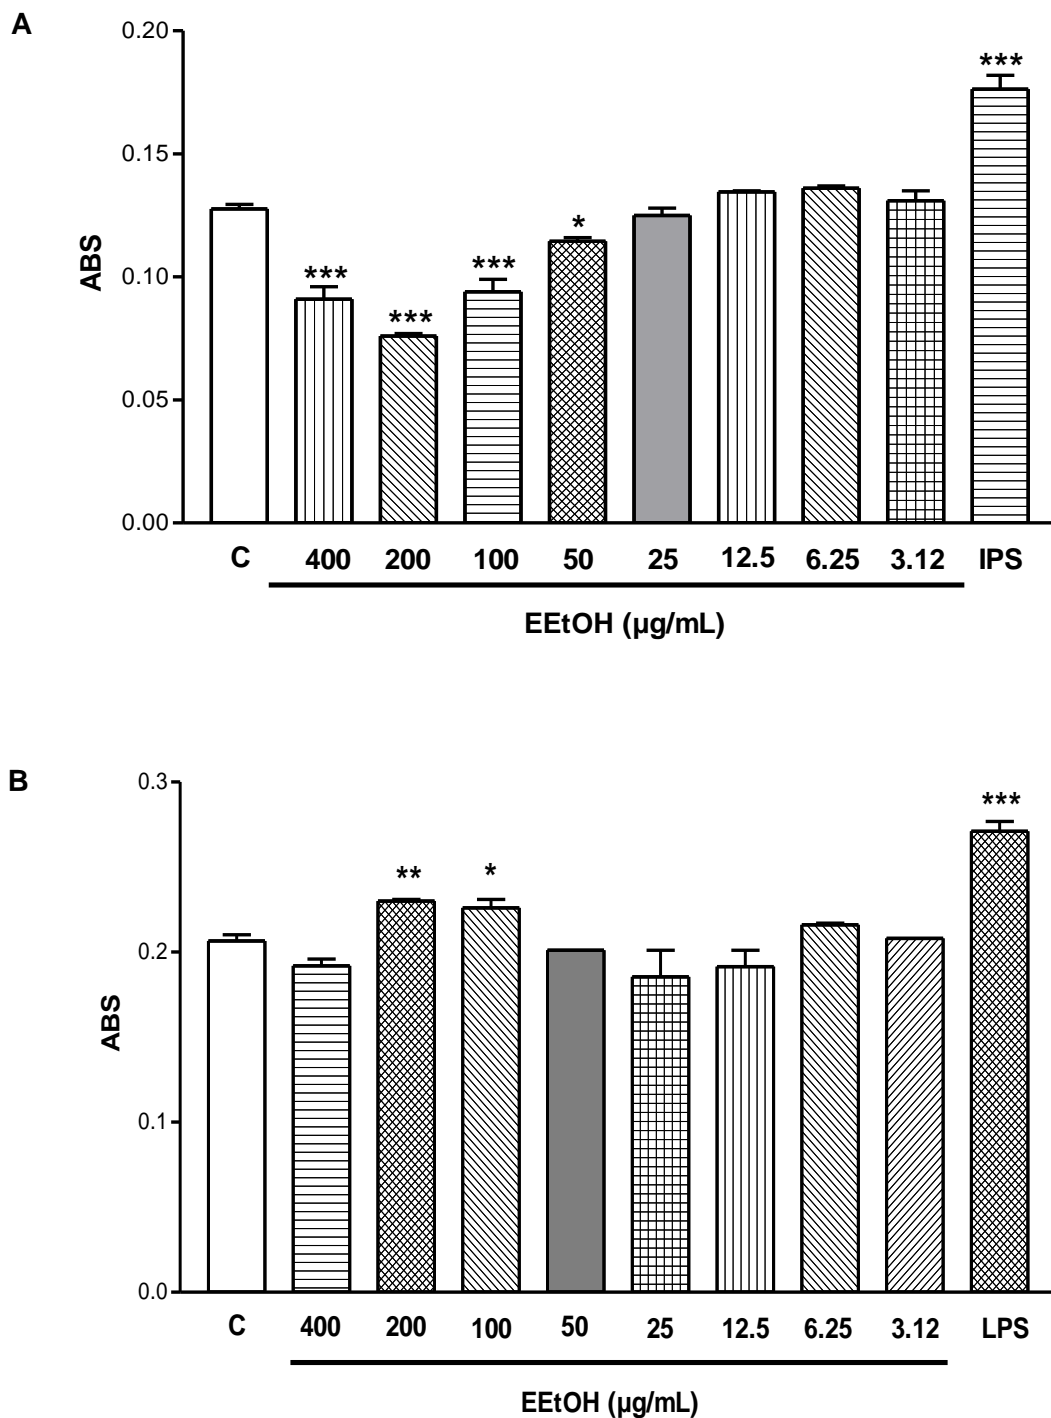 A
0.20
0.15
0.10
0.05
0.00
ABS
***
***
***
*
***
C 400 200 100 50 25 12.5 6.25 3.12 IPS
EEtOH (µg/mL)
B
0.3
0.2
0.1
0.0
ABS
**
*
***
C 400 200 100 50 25 12.5 6.25 3.12 LPS
EEtOH (µg/mL)